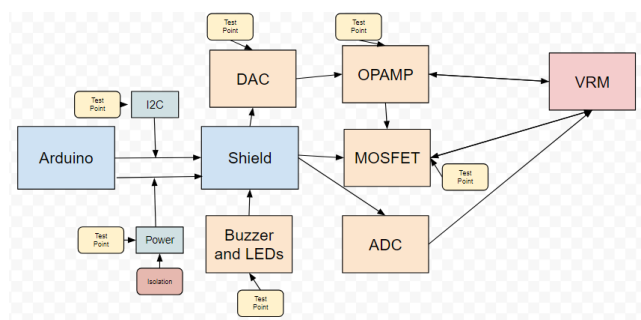 Test
Point
Test
Point
DAC
OPAMP
VRM
Test
Point
I2C
Arduino
Shield
MOSFET
Test
Point
Test
Point
Power
Buzzer
and LEDs
ADC
Isolation
Test
Point